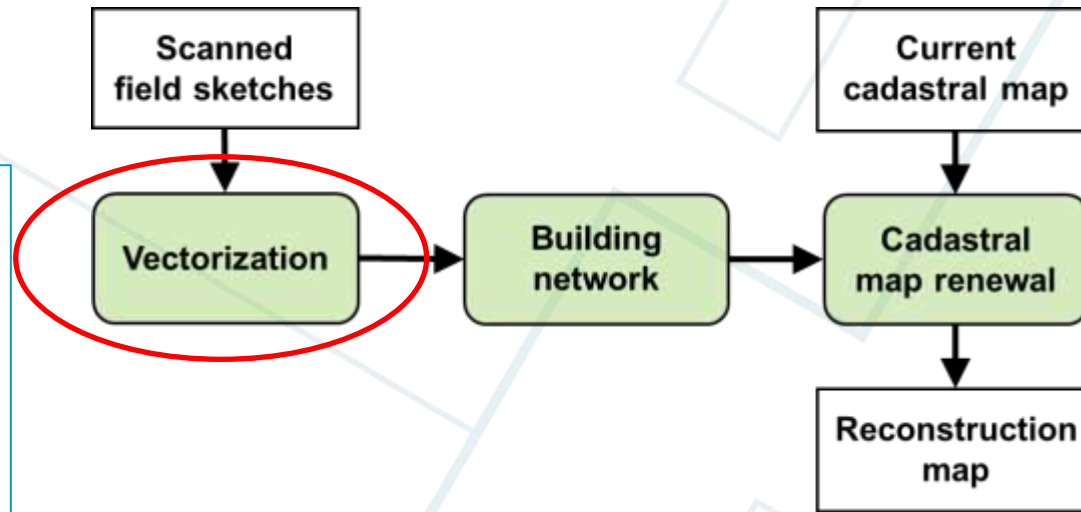 Scanned
field sketches
Current
cadastral map
Vectorization
Building
network
Cadastral
map renewal
Reconstruction
map